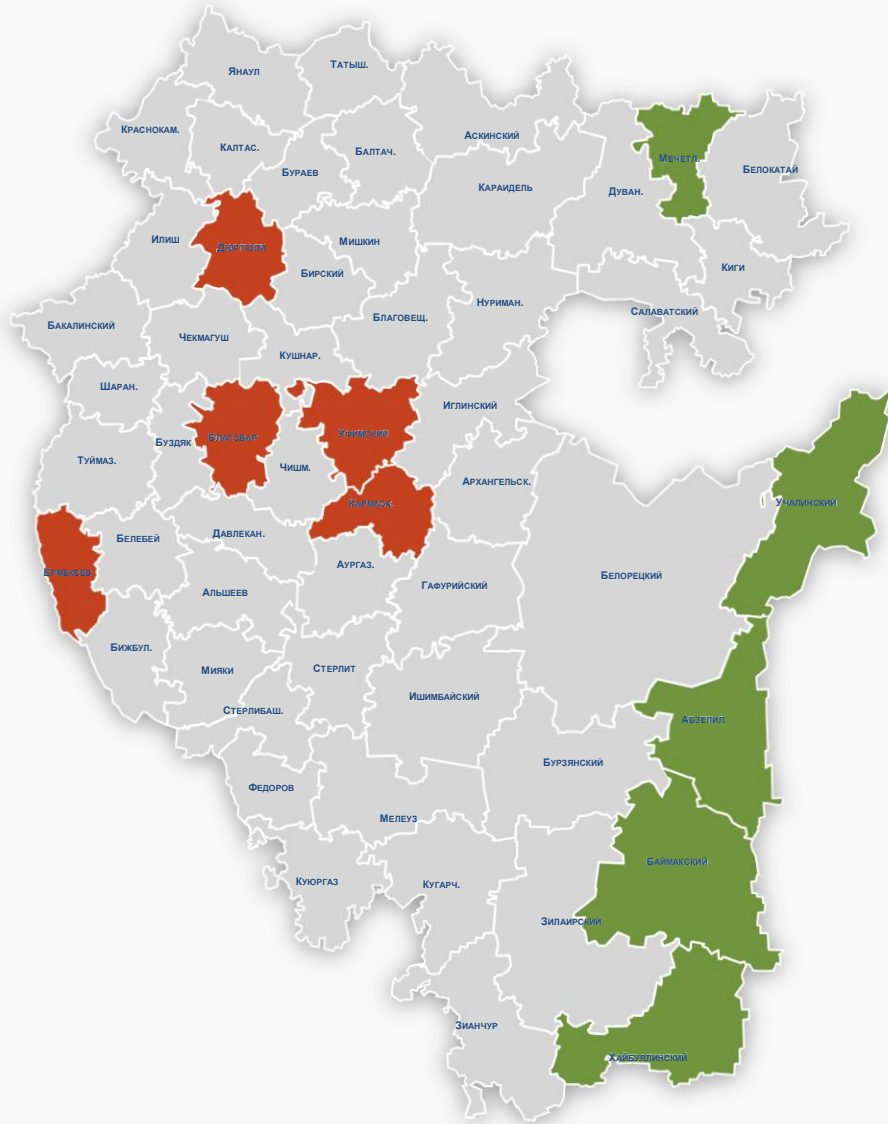 Татыш.
Янаул
Краснокам.
Аскинский
Калтас.
Балтач.
Мечетл.
Бураев
Белокатай
Караидель
Дуван.
Илиш
Мишкин
Дюртюли
Киги
Бирский
Нуриман.
Салаватский
Благовещ.
Бакалинский
Чекмагуш
Кушнар.
Шаран.
Иглинский
Уфимский
Благовар
Буздяк
Туймаз.
Чишм.
Архангельск.
Кармаск.
Учалинский
Давлекан.
Белебей
Аургаз.
Ермекеев
Белорецкий
Гафурийский
Альшеев
Бижбул.
Мияки
Стерлит
Ишимбайский
Стерлибаш.
Абзелил.
Бурзянский
Федоров
Мелеуз
Баймакский
Куюргаз
Кугарч.
Зилаирский
Зианчур
Хайбуллинский